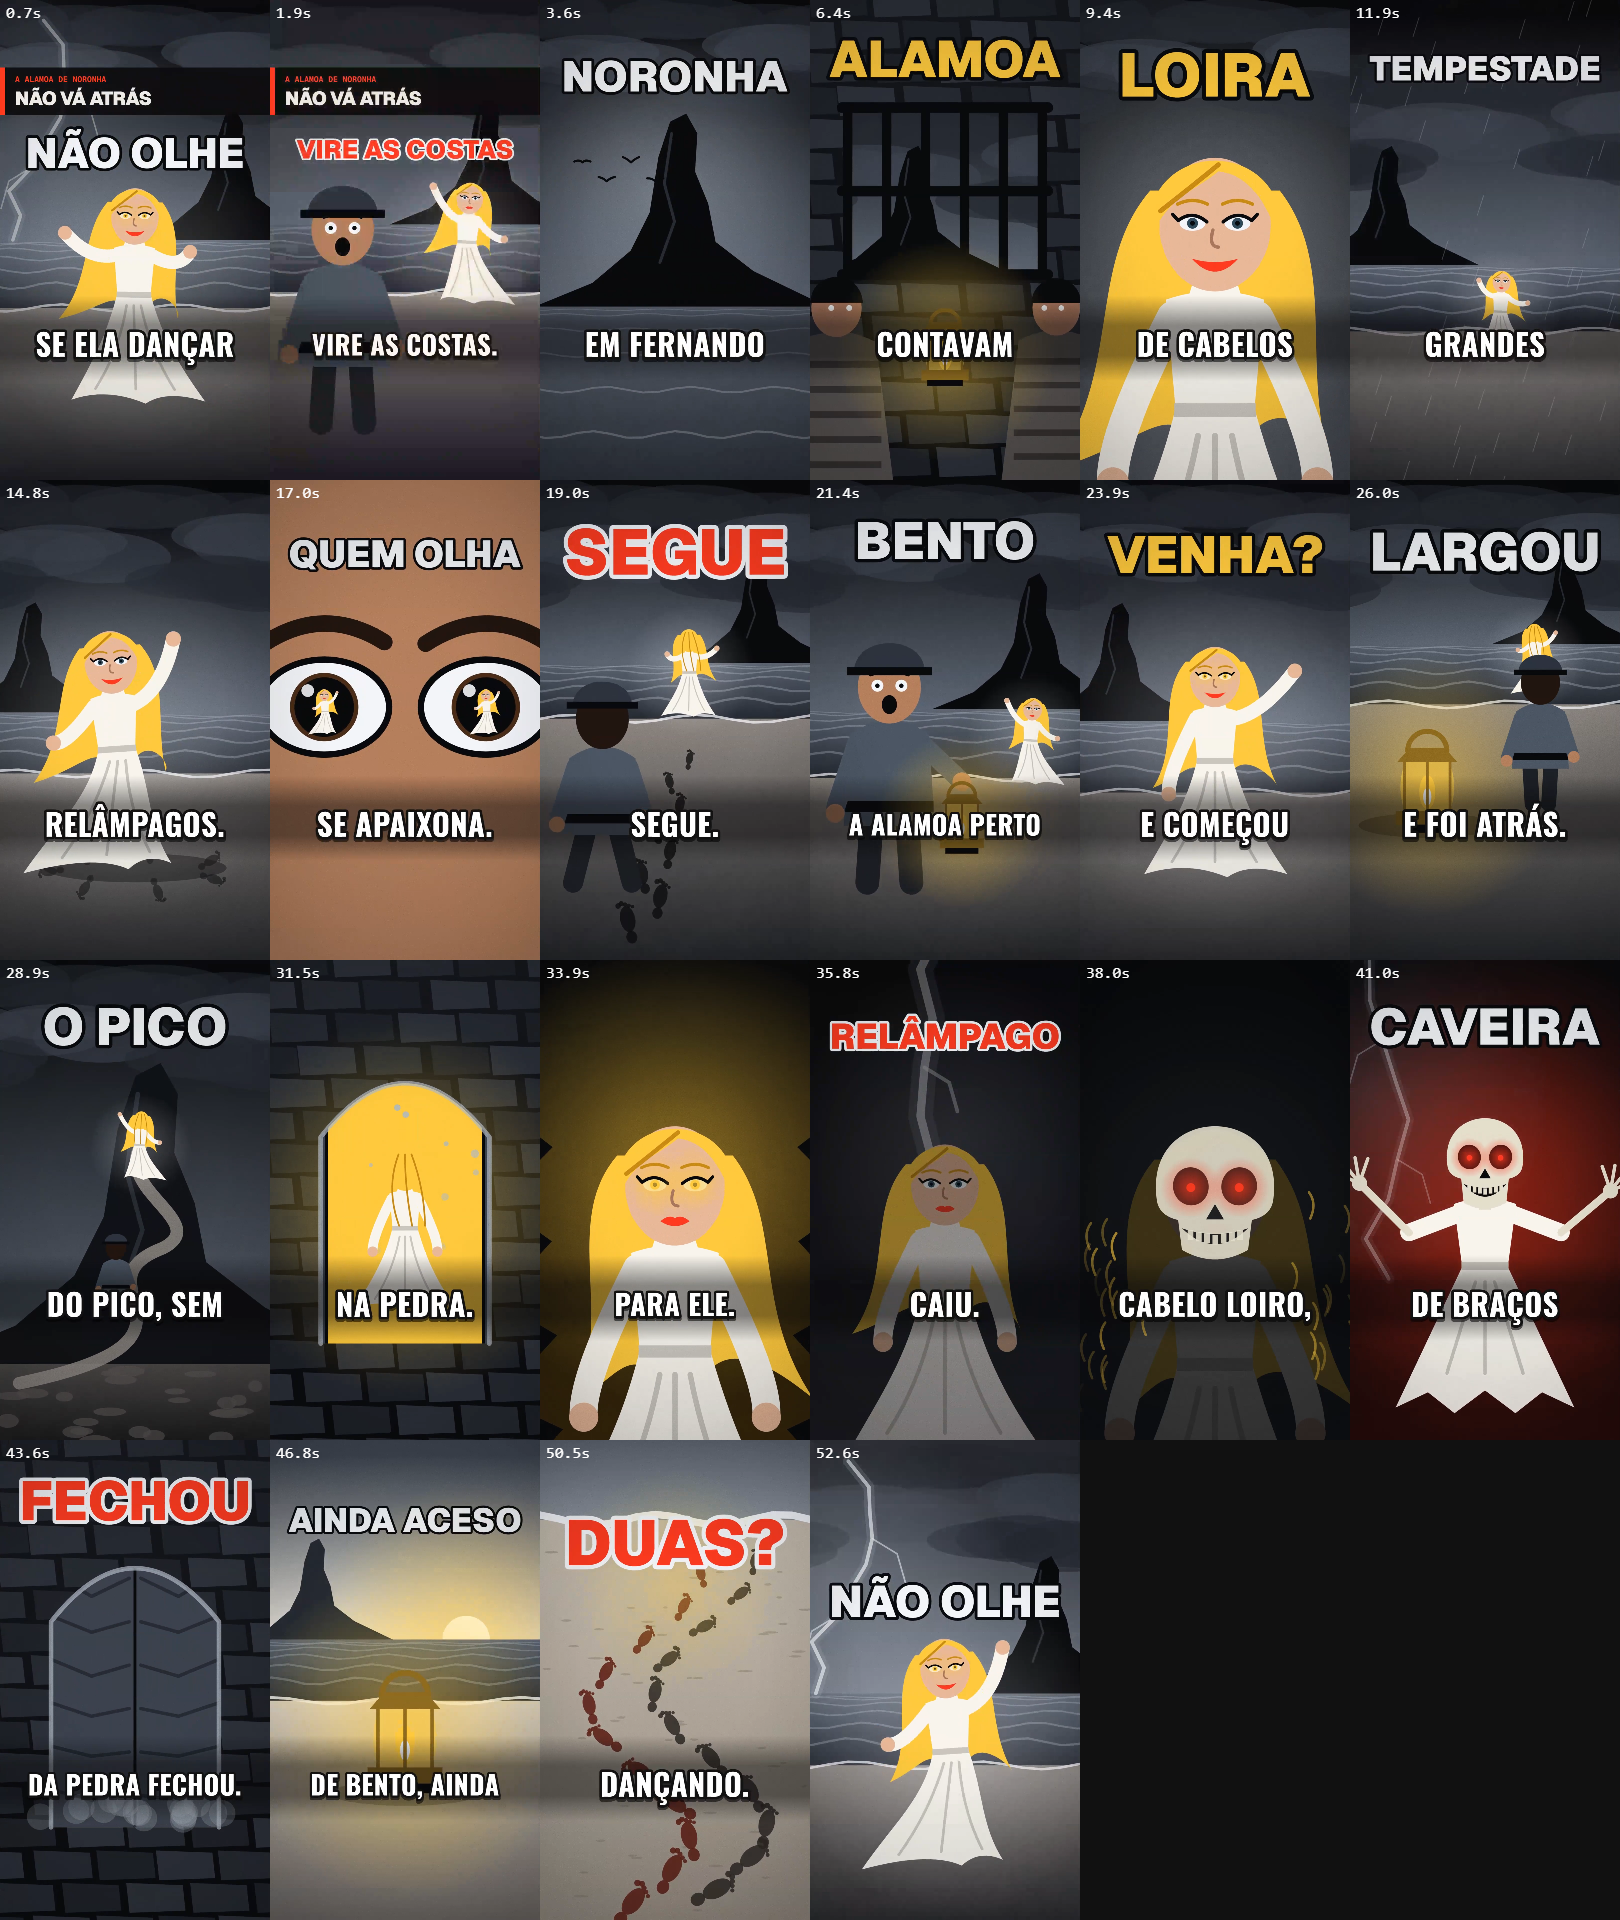 0.7s
A ALAMOA DE NORONHA
NÃO VÁ ATRÁS
NÃO OLHE
SE ELA DANÇAR
1.9s
A ALAMOA DE NORONHA
NÃO VÁ ATRÁS
VIRE AS COSTAS
VIRE AS COSTAS.
3.6s
NORONHA
EM FERNANDO
6.4s
ALAMOA
CONTAVAM
9.4s
LOIRA
DE CABELOS
11.9s
TEMPESTADE
GRANDES
14.8s
RELÂMPAGOS.
17.0s
QUEM OLHA
SE APAIXONA.
19.0s
SEGUE
SEGUE.
21.4s
BENTO
A ALAMOA PERTO
23.9s
VENHA?
E COMEÇOU
26.0s
LARGOU
E FOI ATRÁS.
28.9s
O PICO
DO PICO, SEM
31.5s
NA PEDRA.
33.9s
PARA ELE.
35.8s
RELÂMPAGO
CAIU.
38.0s
CABELO LOIRO,
41.0s
CAVEIRA
DE BRAÇOS
43.6s
FECHOU
DA PEDRA FECHOU.
46.8s
AINDA ACESO
DE BENTO, AINDA
50.5s
DUAS?
DANÇANDO.
52.6s
NÃO OLHE